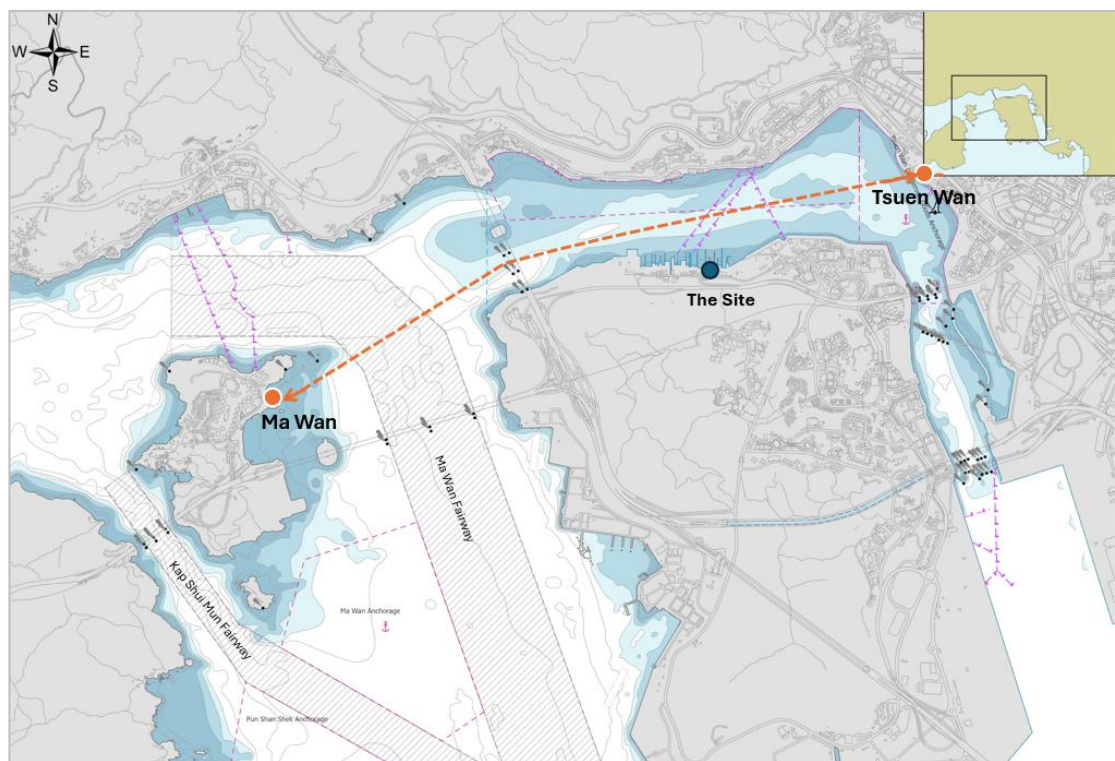 N
W E
S
Tsuen Wan
The Site
Ma Wan
Ma Wan Fairway
Kap Shui Mun Fairway
Ma Wan Anchorage
Pun Shan Shek Anchorage